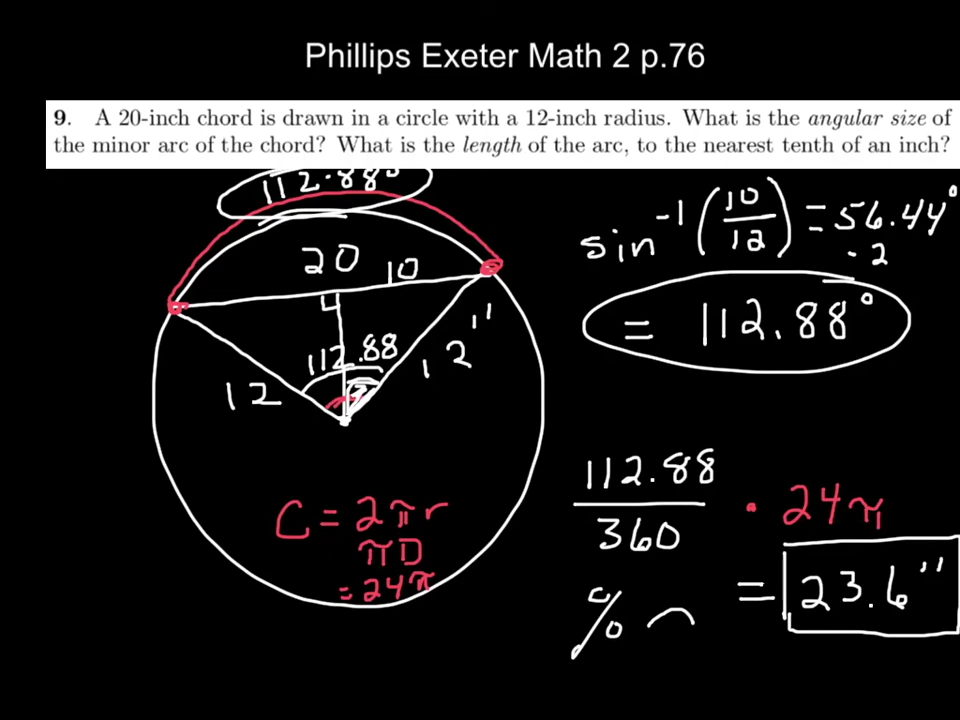 Phillips Exeter Math 2 p.76
9. A 20-inch chord is drawn in a circle with a 12-inch radius. What is the angular size of
the minor arc of the chord? What is the length of the arc, to the nearest tenth of an inch?
112.88°
sin⁻¹(10/12) = 56.44°
· 2
= 112.88°
20
10
112.88
12
12"
C = 2πr
πD
= 24π
112.88
360
· 24π
= 23.6"
%